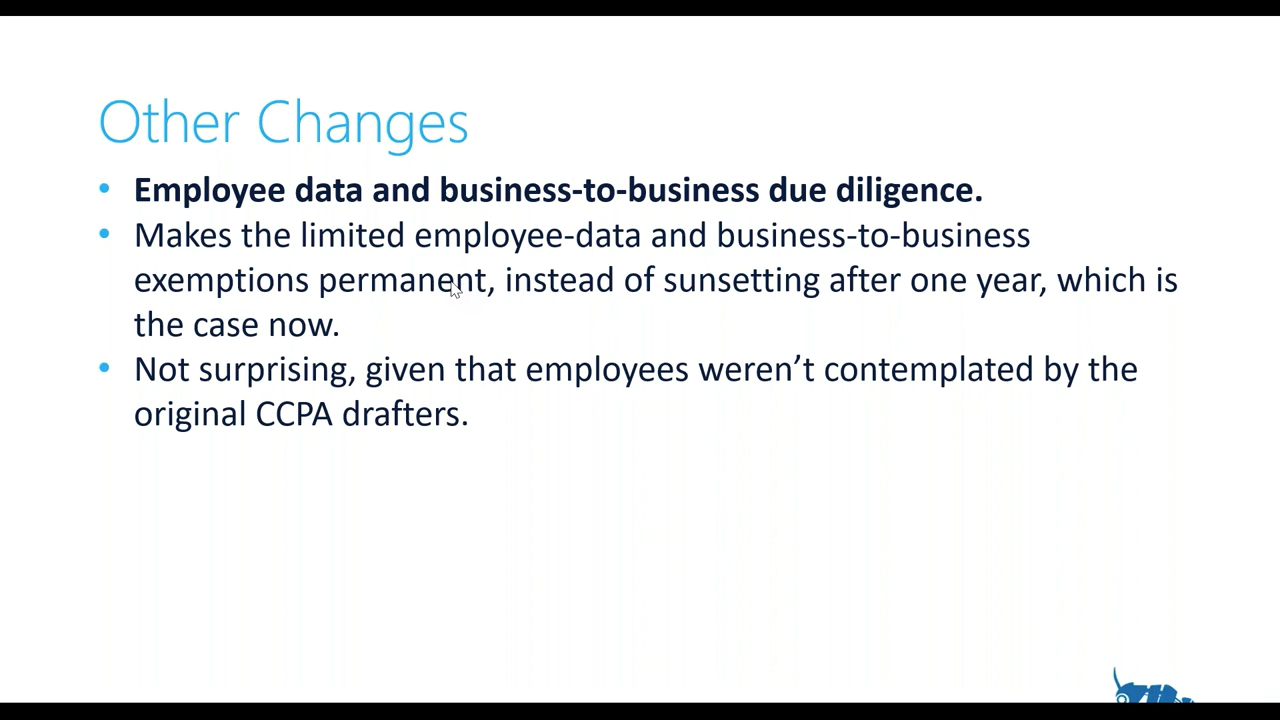 Other Changes
• Employee data and business-to-business due diligence.
• Makes the limited employee-data and business-to-business
exemptions permanent, instead of sunsetting after one year, which is
the case now.
• Not surprising, given that employees weren’t contemplated by the
original CCPA drafters.